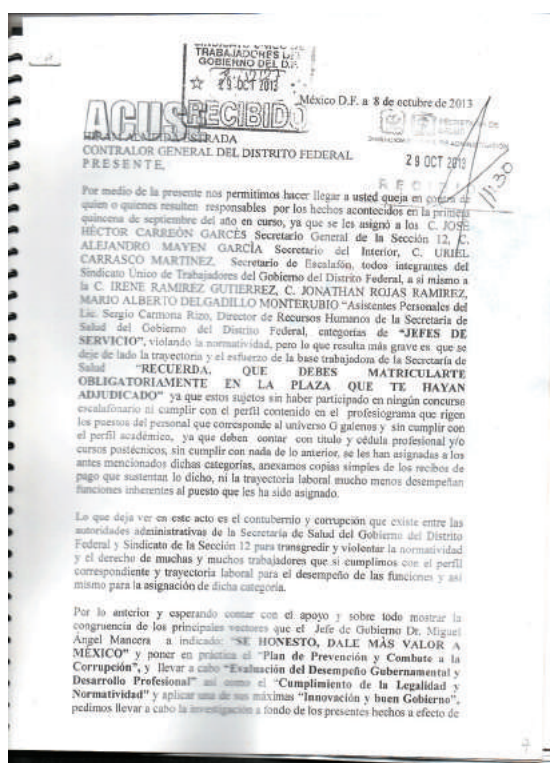 SINDICATO ÚNICO DE
TRABAJADORES DEL
GOBIERNO DEL D.F.
29 OCT 2013
México D.F. a 8 de octubre de 2013
ACUSE RECIBIDO
SECRETARÍA DE
SALUD
ESTRADA
CONTRALOR GENERAL DEL DISTRITO FEDERAL
PRESENTE,
29 OCT 2013
11:30
Por medio de la presente nos permitimos hacer llegar a usted queja en contra de
quien o quienes resulten responsables por los hechos acontecidos en la primera
quincena de septiembre del año en curso, ya que se les asignó a los C. JOSÉ
HÉCTOR CARREÓN GARCÉS Secretario General de la Sección 12, C.
ALEJANDRO MAYEN GARCÍA Secretario del Interior, C. URIEL
CARRASCO MARTINEZ, Secretario de Escalafón, todos integrantes del
Sindicato Único de Trabajadores del Gobierno del Distrito Federal, a si mismo a
la C. IRENE RAMIREZ GUTIERREZ, C. JONATHAN ROJAS RAMIREZ,
MARIO ALBERTO DELGADILLO MONTERUBIO "Asistentes Personales del
Lic. Sergio Carmona Rizo, Director de Recursos Humanos de la Secretaría de
Salud del Gobierno del Distrito Federal, categorías de "JEFES DE
SERVICIO", violando la normatividad, pero lo que resulta más grave es que se
deje de lado la trayectoria y el esfuerzo de la base trabajadora de la Secretaría de
Salud "RECUERDA, QUE DEBES MATRICULARTE
OBLIGATORIAMENTE EN LA PLAZA QUE TE HAYAN
ADJUDICADO" ya que estos sujetos sin haber participado en ningún concurso
escalafonario ni cumplir con el perfil contenido en el profesiograma que rigen
los puestos del personal que corresponde al universo G galenos y sin cumplir con
el perfil académico, ya que deben contar con titulo y cédula profesional y/o
cursos postécnicos, sin cumplir con nada de lo anterior, se les han asignadas a los
antes mencionados dichas categorías, anexamos copias simples de los recibos de
pago que sustentan lo dicho, ni la trayectoria laboral mucho menos desempeñan
funciones inherentes al puesto que les ha sido asignado.
Lo que deja ver en este acto es el contubernio y corrupción que existe entre las
autoridades administrativas de la Secretaría de Salud del Gobierno del Distrito
Federal y Sindicato de la Sección 12 para transgredir y violentar la normatividad
y el derecho de muchas y muchos trabajadores que si cumplimos con el perfil
correspondiente y trayectoria laboral para el desempeño de las funciones y asi
mismo para la asignación de dicha categoría.
Por lo anterior y esperando contar con el apoyo y sobre todo mostrar la
congruencia de los principales vectores que el Jefe de Gobierno Dr. Miguel
Ángel Mancera a indicado: "SE HONESTO, DALE MÁS VALOR A
MÉXICO" y poner en práctica el "Plan de Prevención y Combate a la
Corrupción", y llevar a cabo "Evaluación del Desempeño Gubernamental y
Desarrollo Profesional" así como el "Cumplimiento de la Legalidad y
Normatividad" y aplicar una de sus máximas "Innovación y buen Gobierno",
pedimos llevar a cabo la investigación a fondo de los presentes hechos a efecto de